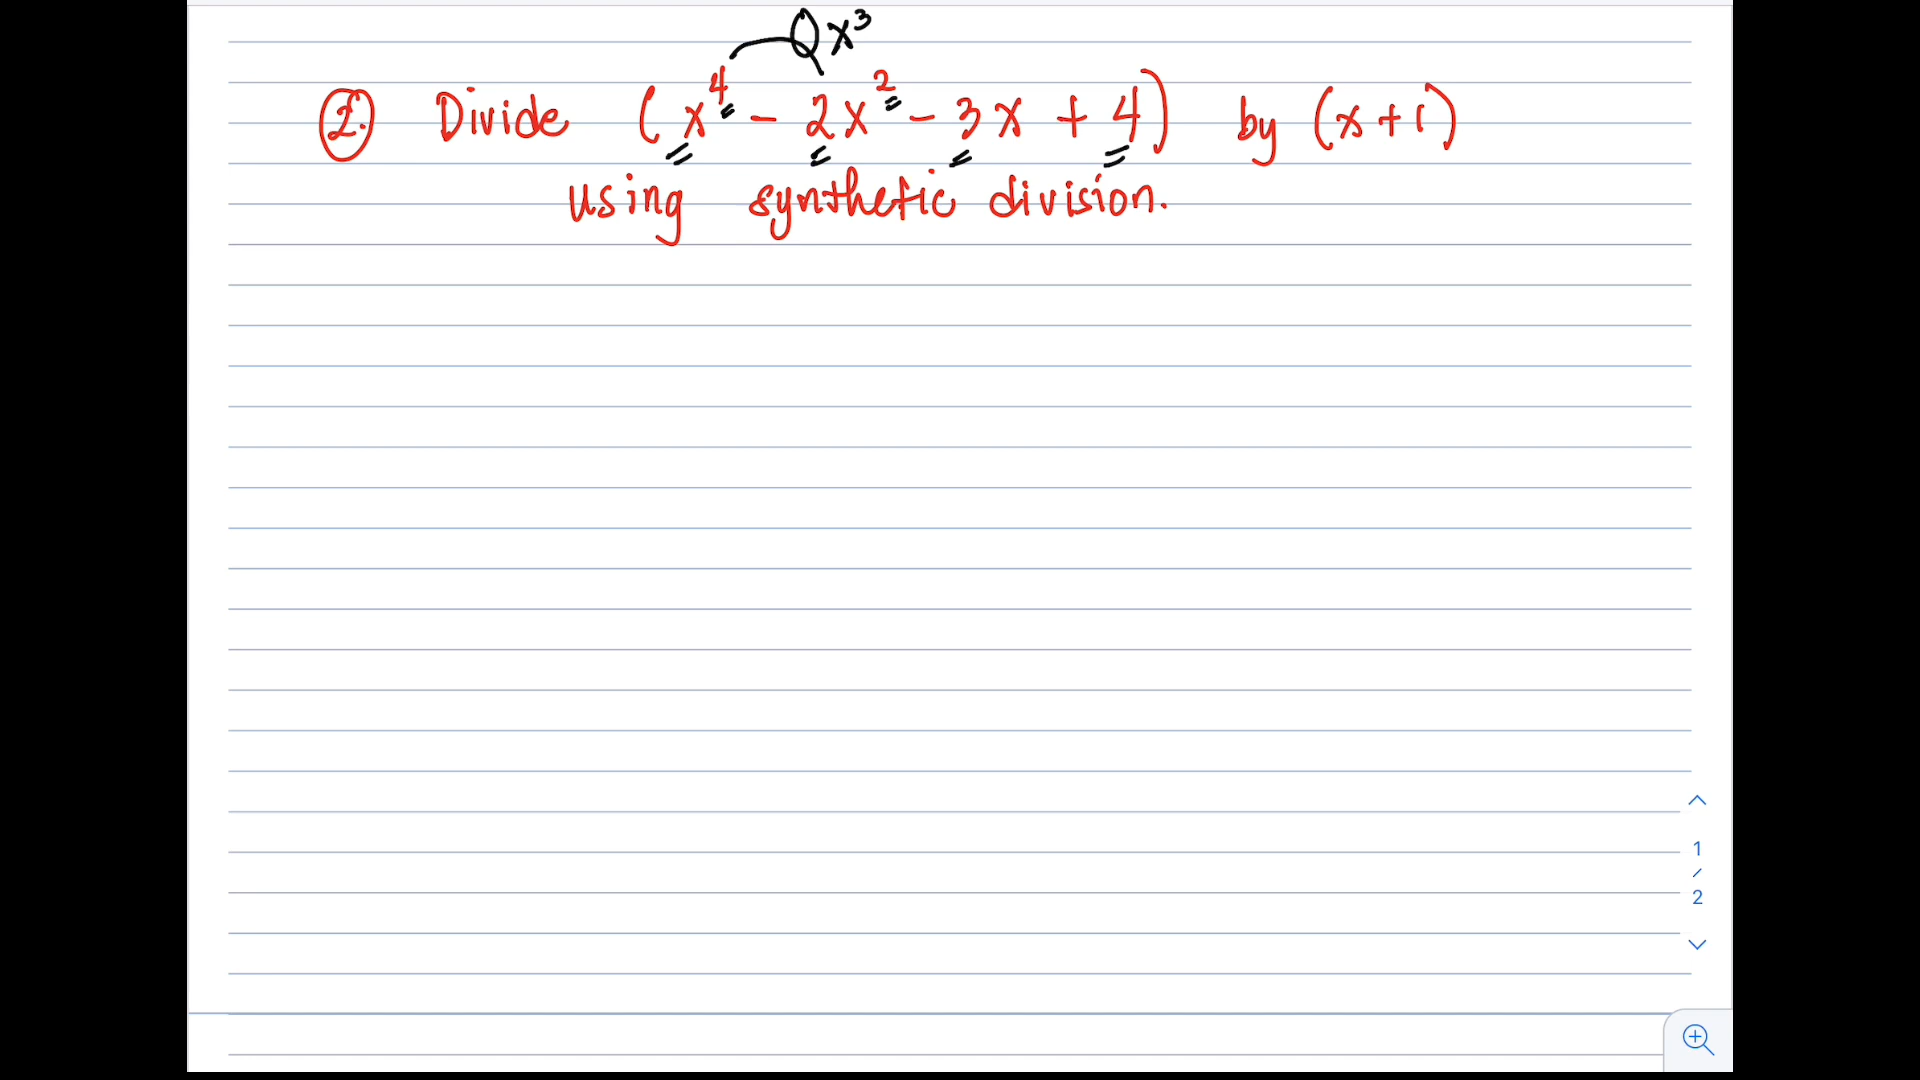 0x³
② Divide (x⁴ - 2x² - 3x + 4) by (x+1)
using synthetic division.
1
/
2